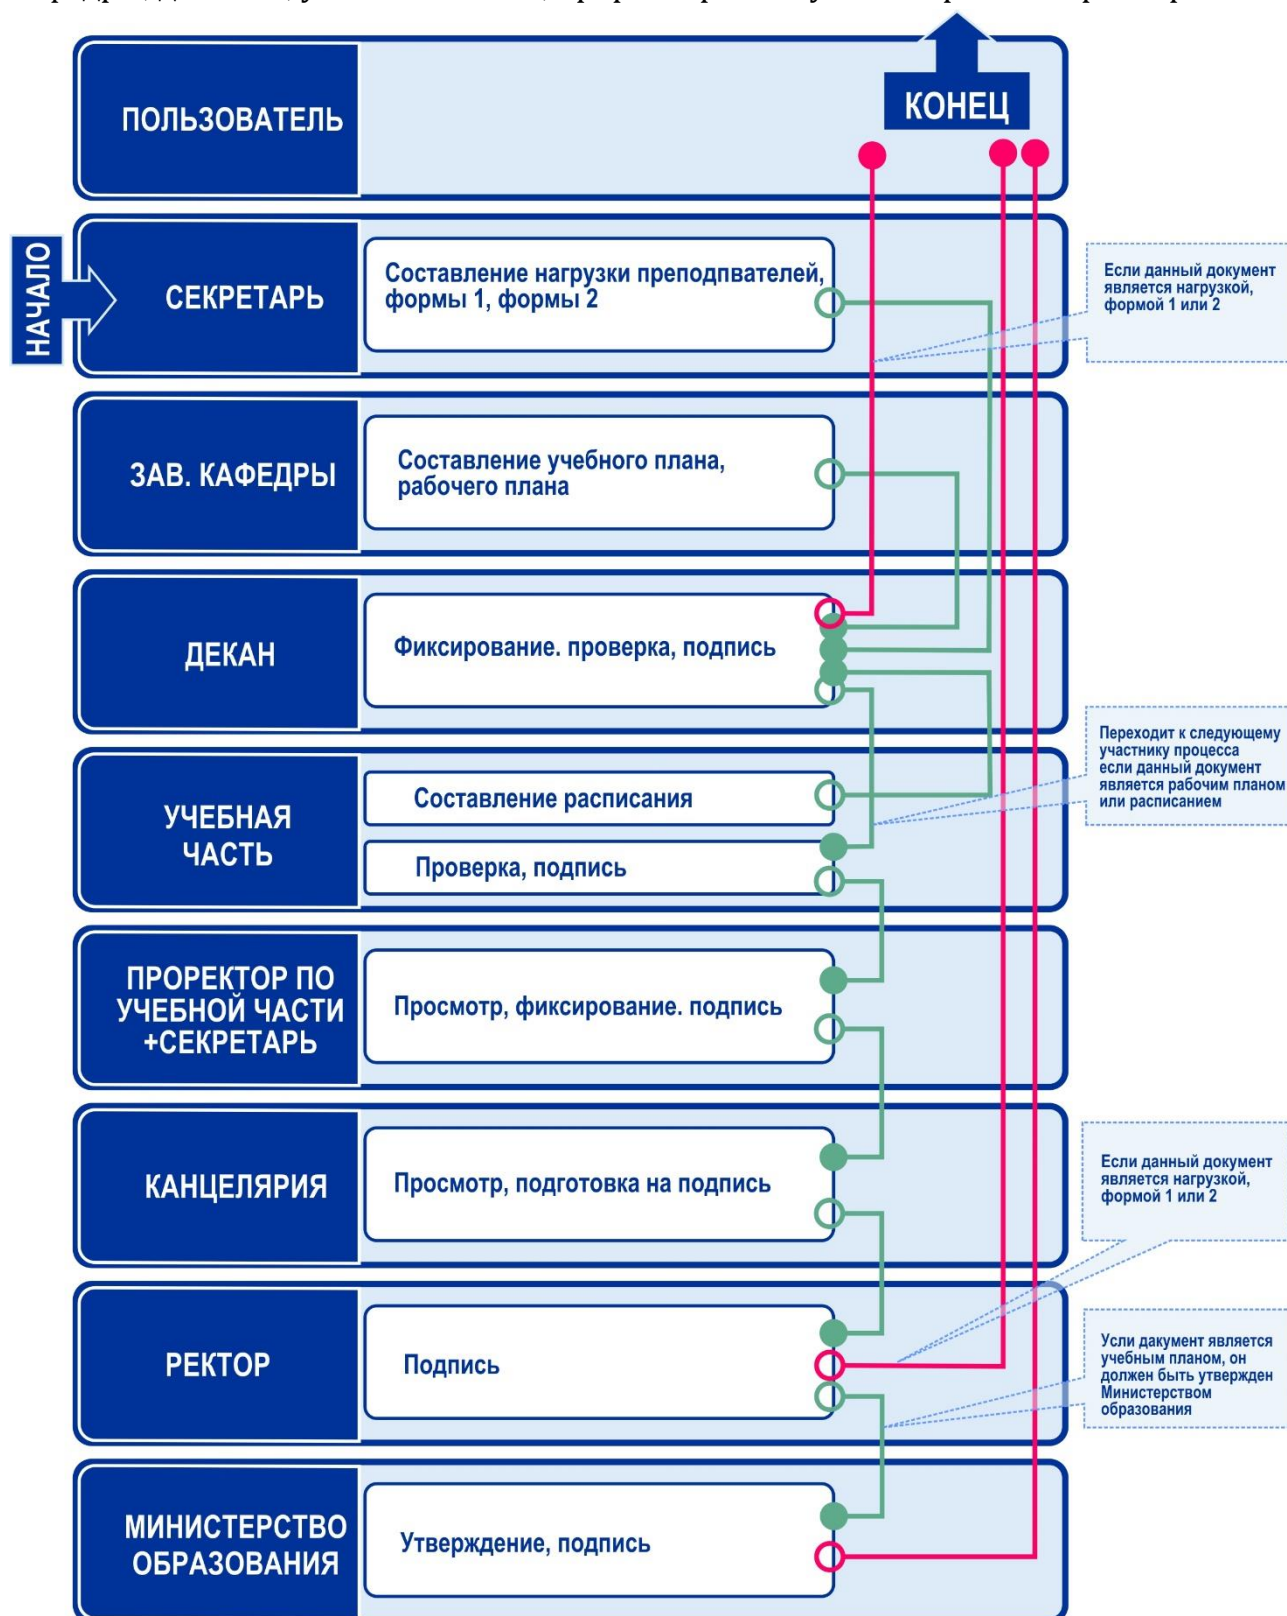 КОНЕЦ
ПОЛЬЗОВАТЕЛЬ
НАЧАЛО
СЕКРЕТАРЬ
Составление нагрузки преподпвателей,
формы 1, формы 2
Если данный документ
является нагрузкой,
формой 1 или 2
ЗАВ. КАФЕДРЫ
Составление учебного плана,
рабочего плана
ДЕКАН
Фиксирование. проверка, подпись
Переходит к следующему
участнику процесса
если данный документ
является рабочим планом
или расписанием
УЧЕБНАЯ
ЧАСТЬ
Составление расписания
Проверка, подпись
ПРОРЕКТОР ПО
УЧЕБНОЙ ЧАСТИ
+СЕКРЕТАРЬ
Просмотр, фиксирование. подпись
КАНЦЕЛЯРИЯ
Просмотр, подготовка на подпись
Если данный документ
является нагрузкой,
формой 1 или 2
РЕКТОР
Подпись
Усли дакумент является
учебным планом, он
должен быть утвержден
Министерством
образования
МИНИСТЕРСТВО
ОБРАЗОВАНИЯ
Утверждение, подпись